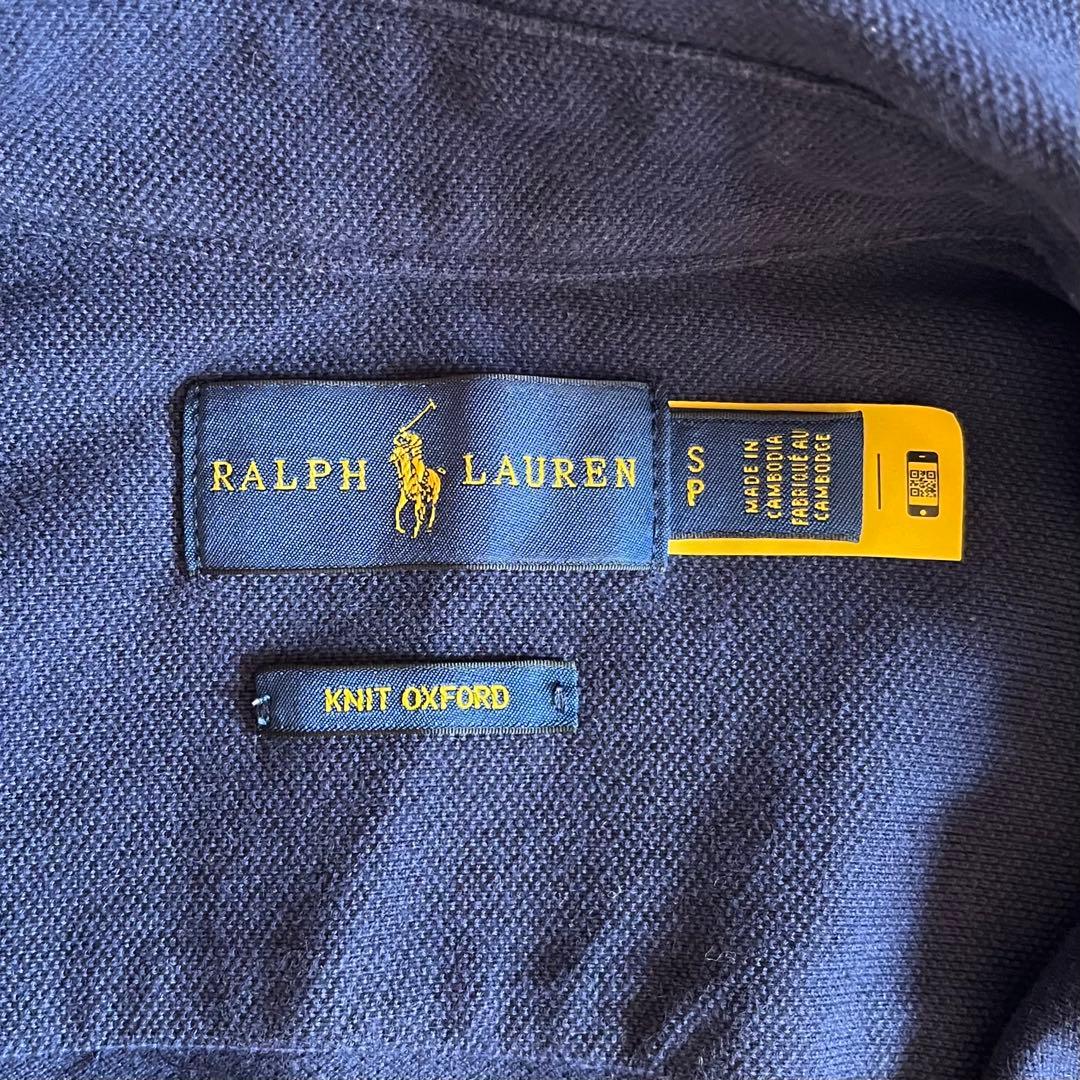 RALPH LAUREN
S
P
MADE IN
CAMBODIA
FABRIQUÉ AU
CAMBODGE
KNIT OXFORD